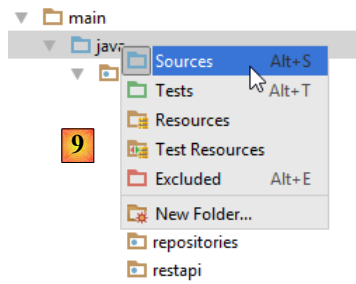 main
java
Sources Alt+S
Tests Alt+T
Resources
9
Test Resources
Excluded Alt+E
New Folder...
repositories
restapi